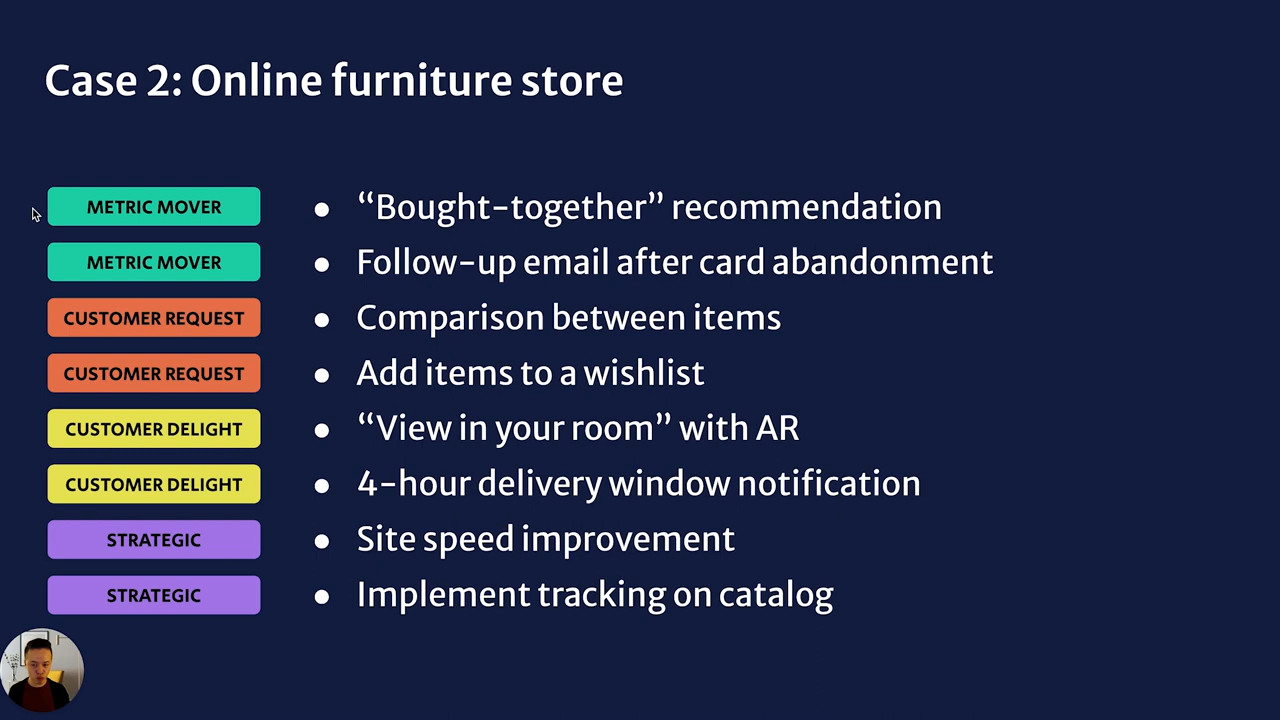 Case 2: Online furniture store
METRIC MOVER ● “Bought-together” recommendation
METRIC MOVER ● Follow-up email after card abandonment
CUSTOMER REQUEST ● Comparison between items
CUSTOMER REQUEST ● Add items to a wishlist
CUSTOMER DELIGHT ● “View in your room” with AR
CUSTOMER DELIGHT ● 4-hour delivery window notification
STRATEGIC ● Site speed improvement
STRATEGIC ● Implement tracking on catalog